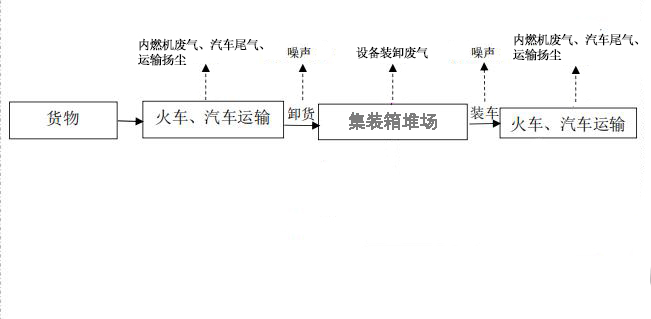 内燃机废气、汽车尾气、
运输扬尘
噪声
设备装卸废气
噪声
内燃机废气、汽车尾气、
运输扬尘
货物
火车、汽车运输
卸货
集装箱堆场
装车
火车、汽车运输